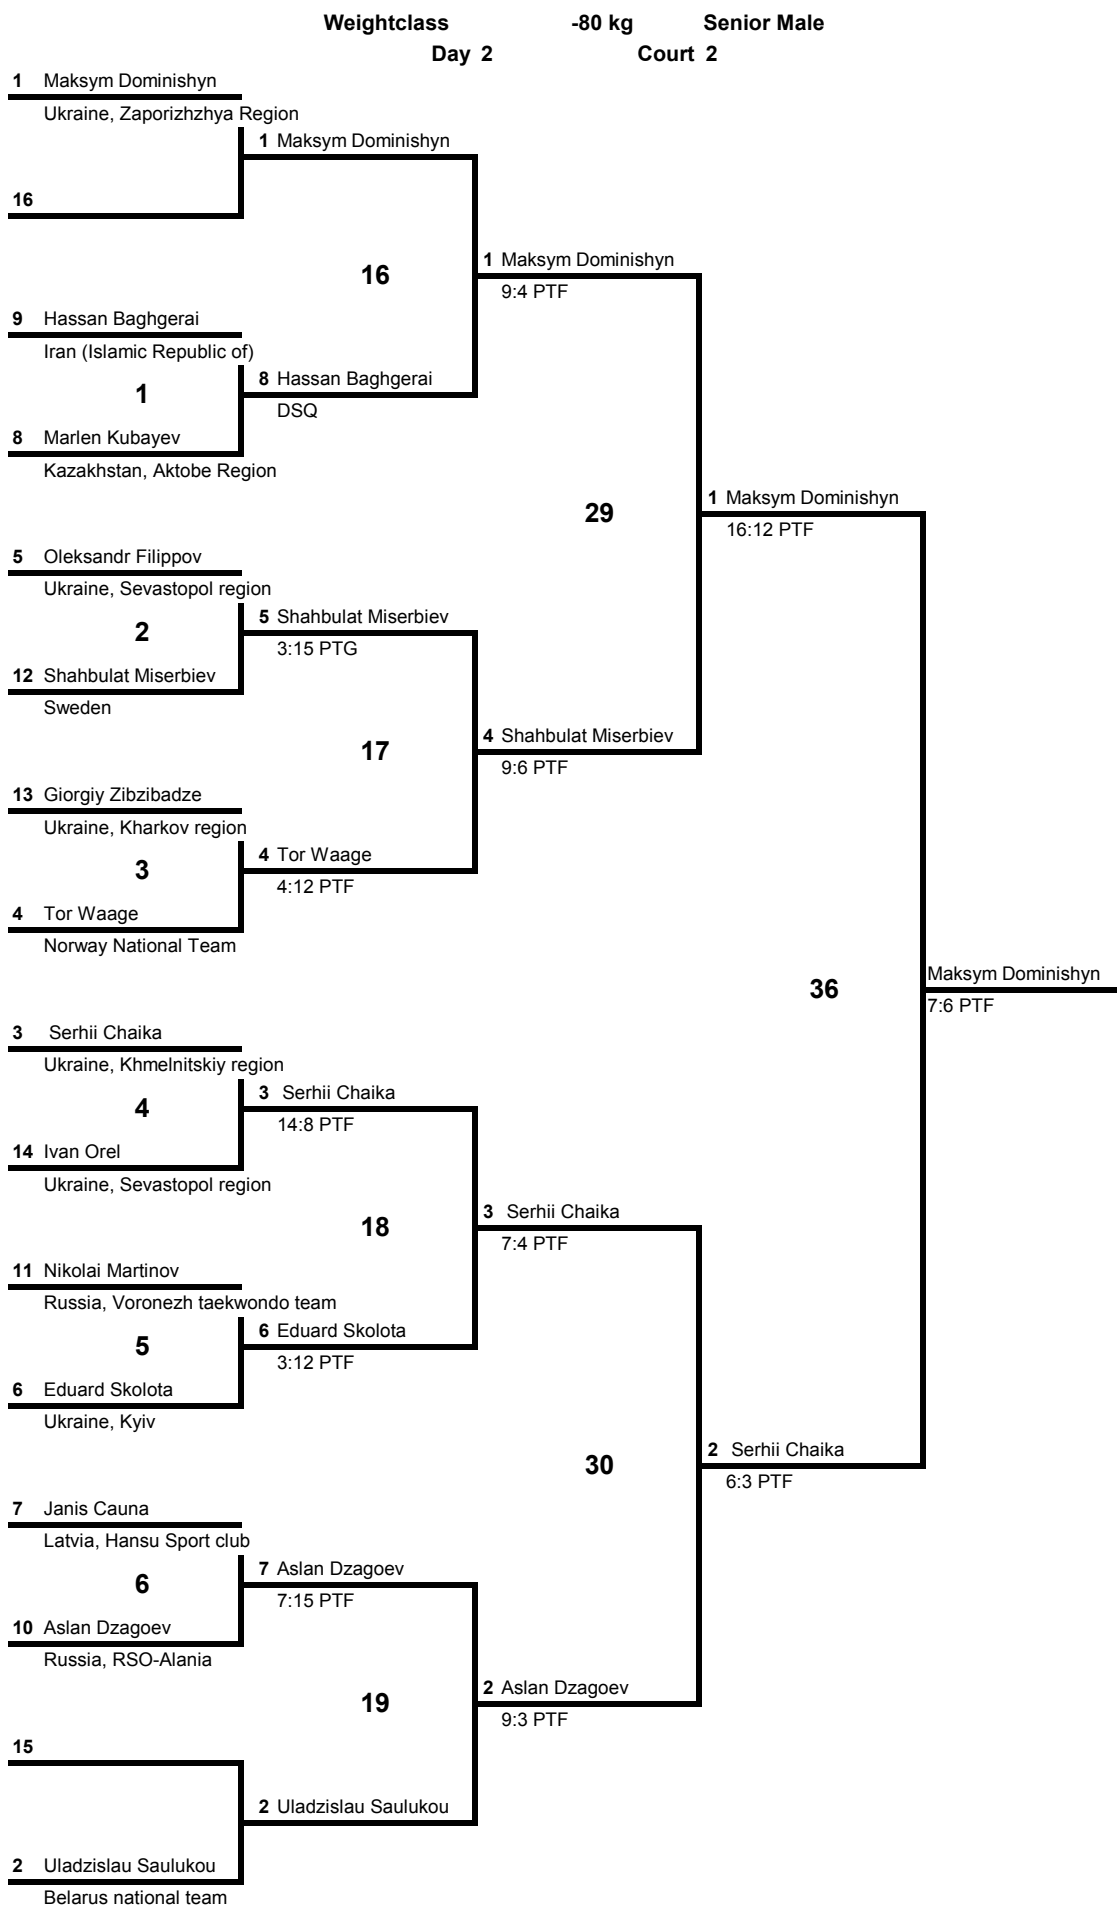 Weightclass -80 kg Senior Male
Day 2 Court 2
1 Maksym Dominishyn
Ukraine, Zaporizhzhya Region
1 Maksym Dominishyn
16
1 Maksym Dominishyn
16
9:4 PTF
9 Hassan Baghgerai
Iran (Islamic Republic of)
8 Hassan Baghgerai
1
DSQ
8 Marlen Kubayev
Kazakhstan, Aktobe Region
1 Maksym Dominishyn
29
16:12 PTF
5 Oleksandr Filippov
Ukraine, Sevastopol region
5 Shahbulat Miserbiev
2
3:15 PTG
12 Shahbulat Miserbiev
Sweden
4 Shahbulat Miserbiev
17
9:6 PTF
13 Giorgiy Zibzibadze
Ukraine, Kharkov region
4 Tor Waage
3
4:12 PTF
4 Tor Waage
Norway National Team
Maksym Dominishyn
36
7:6 PTF
3 Serhii Chaika
Ukraine, Khmelnitskiy region
3 Serhii Chaika
4
14:8 PTF
14 Ivan Orel
Ukraine, Sevastopol region
3 Serhii Chaika
18
7:4 PTF
11 Nikolai Martinov
Russia, Voronezh taekwondo team
6 Eduard Skolota
5
3:12 PTF
6 Eduard Skolota
Ukraine, Kyiv
2 Serhii Chaika
30
6:3 PTF
7 Janis Cauna
Latvia, Hansu Sport club
7 Aslan Dzagoev
6
7:15 PTF
10 Aslan Dzagoev
Russia, RSO-Alania
2 Aslan Dzagoev
19
9:3 PTF
15
2 Uladzislau Saulukou
2 Uladzislau Saulukou
Belarus national team